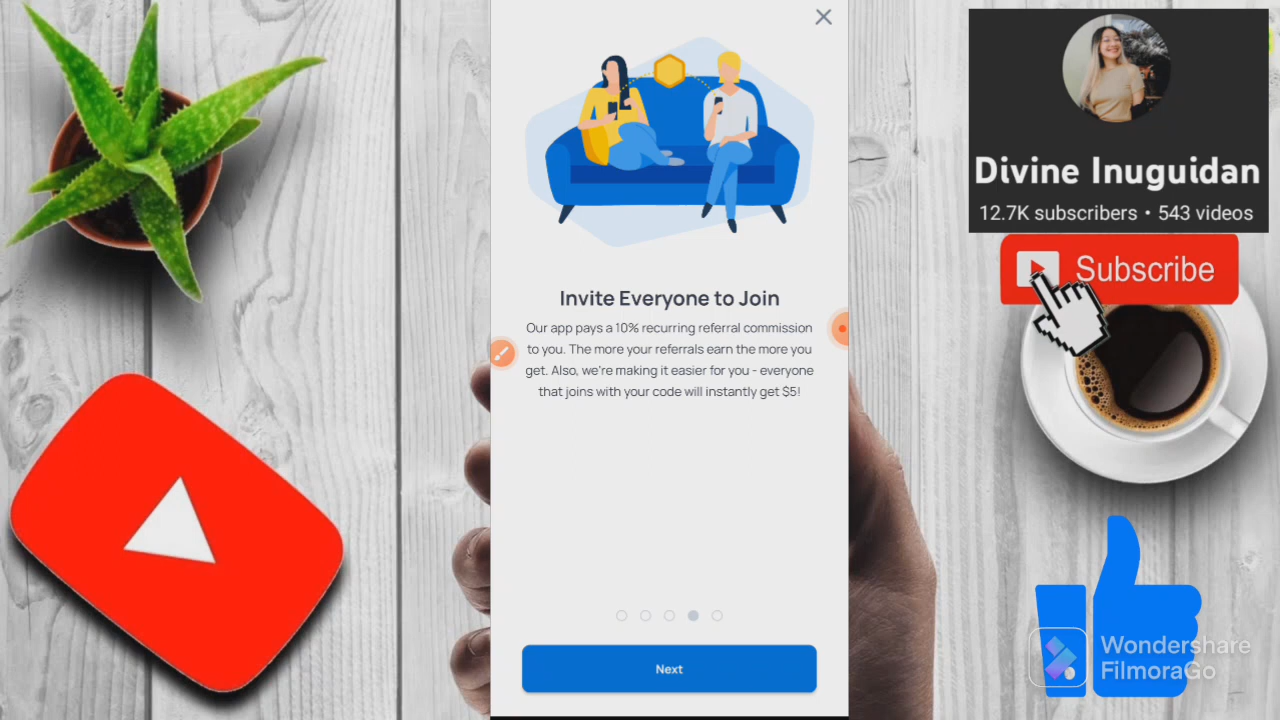 Invite Everyone to Join
Our app pays a 10% recurring referral commission
to you. The more your referrals earn the more you
get. Also, we're making it easier for you - everyone
that joins with your code will instantly get $5!
Next
Divine Inuguidan
12.7K subscribers • 543 videos
Subscribe
Wondershare
FilmoraGo